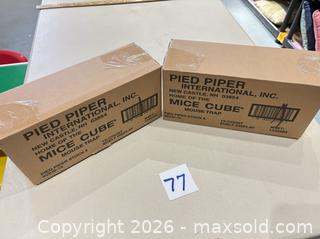 PIED PIPER
INTERNATIONAL, INC.
NEW CASTLE, NH 03854
HOME OF THE
MICE CUBE
MOUSE TRAP
PIED PIPER
INTERNATIONAL, INC.
NEW CASTLE, NH 03854
HOME OF THE
MICE CUBE
MOUSE TRAP
77
Copyright 2026 - maxsold.com